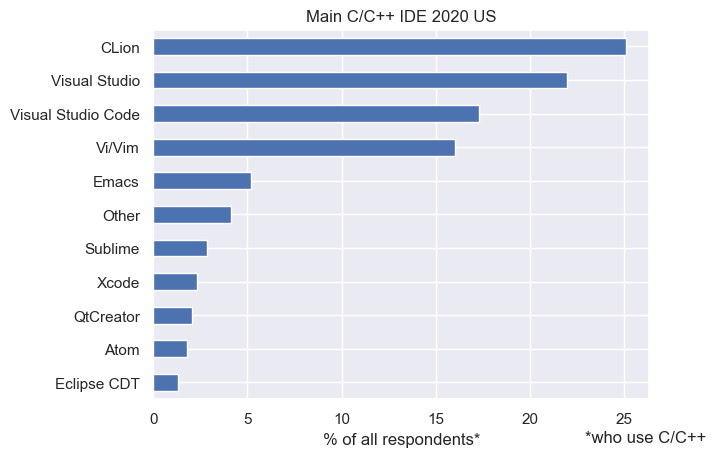 Main C/C++ IDE 2020 US
CLion
Visual Studio
Visual Studio Code
Vi/Vim
Emacs
Other
Sublime
Xcode
QtCreator
Atom
Eclipse CDT
0 5 10 15 20 25
% of all respondents*
*who use C/C++